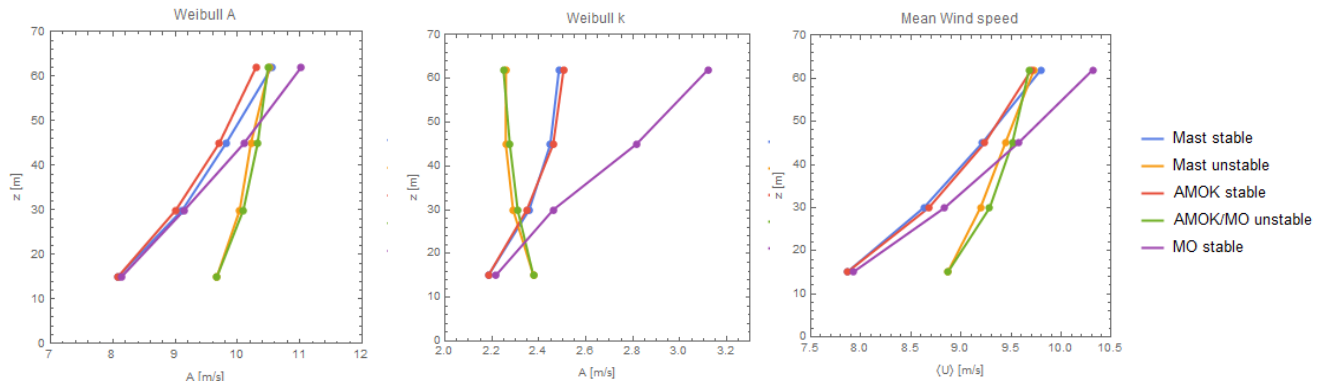 Weibull A
70
60
50
40
30
20
10
0
z [m]
7 8 9 10 11 12
A [m/s]
Weibull k
70
60
50
40
30
20
10
0
z [m]
2.0 2.2 2.4 2.6 2.8 3.0 3.2
A [m/s]
Mean Wind speed
70
60
50
40
30
20
10
0
z [m]
7.5 8.0 8.5 9.0 9.5 10.0 10.5
⟨U⟩ [m/s]
Mast stable
Mast unstable
AMOK stable
AMOK/MO unstable
MO stable